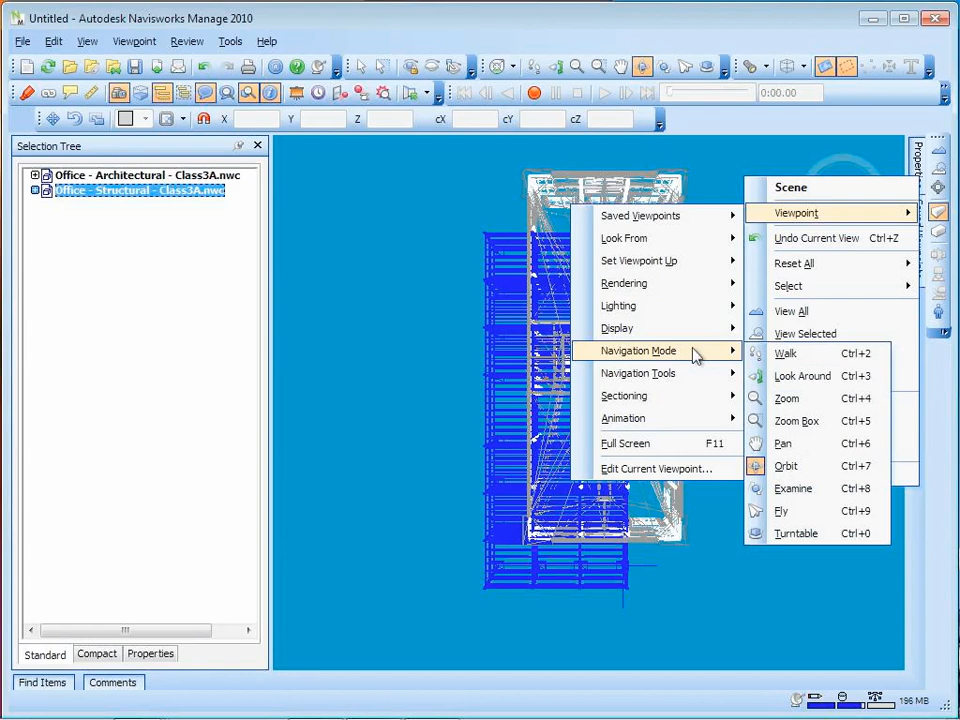 Untitled - Autodesk Navisworks Manage 2010
File Edit View Viewpoint Review Tools Help
0:00.00
X Y Z cX cY cZ
Selection Tree
Office - Architectural - Class3A.nwc
Office - Structural - Class3A.nwc
Scene
Viewpoint
Undo Current View Ctrl+Z
Reset All
Select
View All
View Selected
Saved Viewpoints
Look From
Set Viewpoint Up
Rendering
Lighting
Display
Navigation Mode
Navigation Tools
Sectioning
Animation
Full Screen F11
Edit Current Viewpoint...
Walk Ctrl+2
Look Around Ctrl+3
Zoom Ctrl+4
Zoom Box Ctrl+5
Pan Ctrl+6
Orbit Ctrl+7
Examine Ctrl+8
Fly Ctrl+9
Turntable Ctrl+0
Standard Compact Properties
Find Items Comments
196 MB